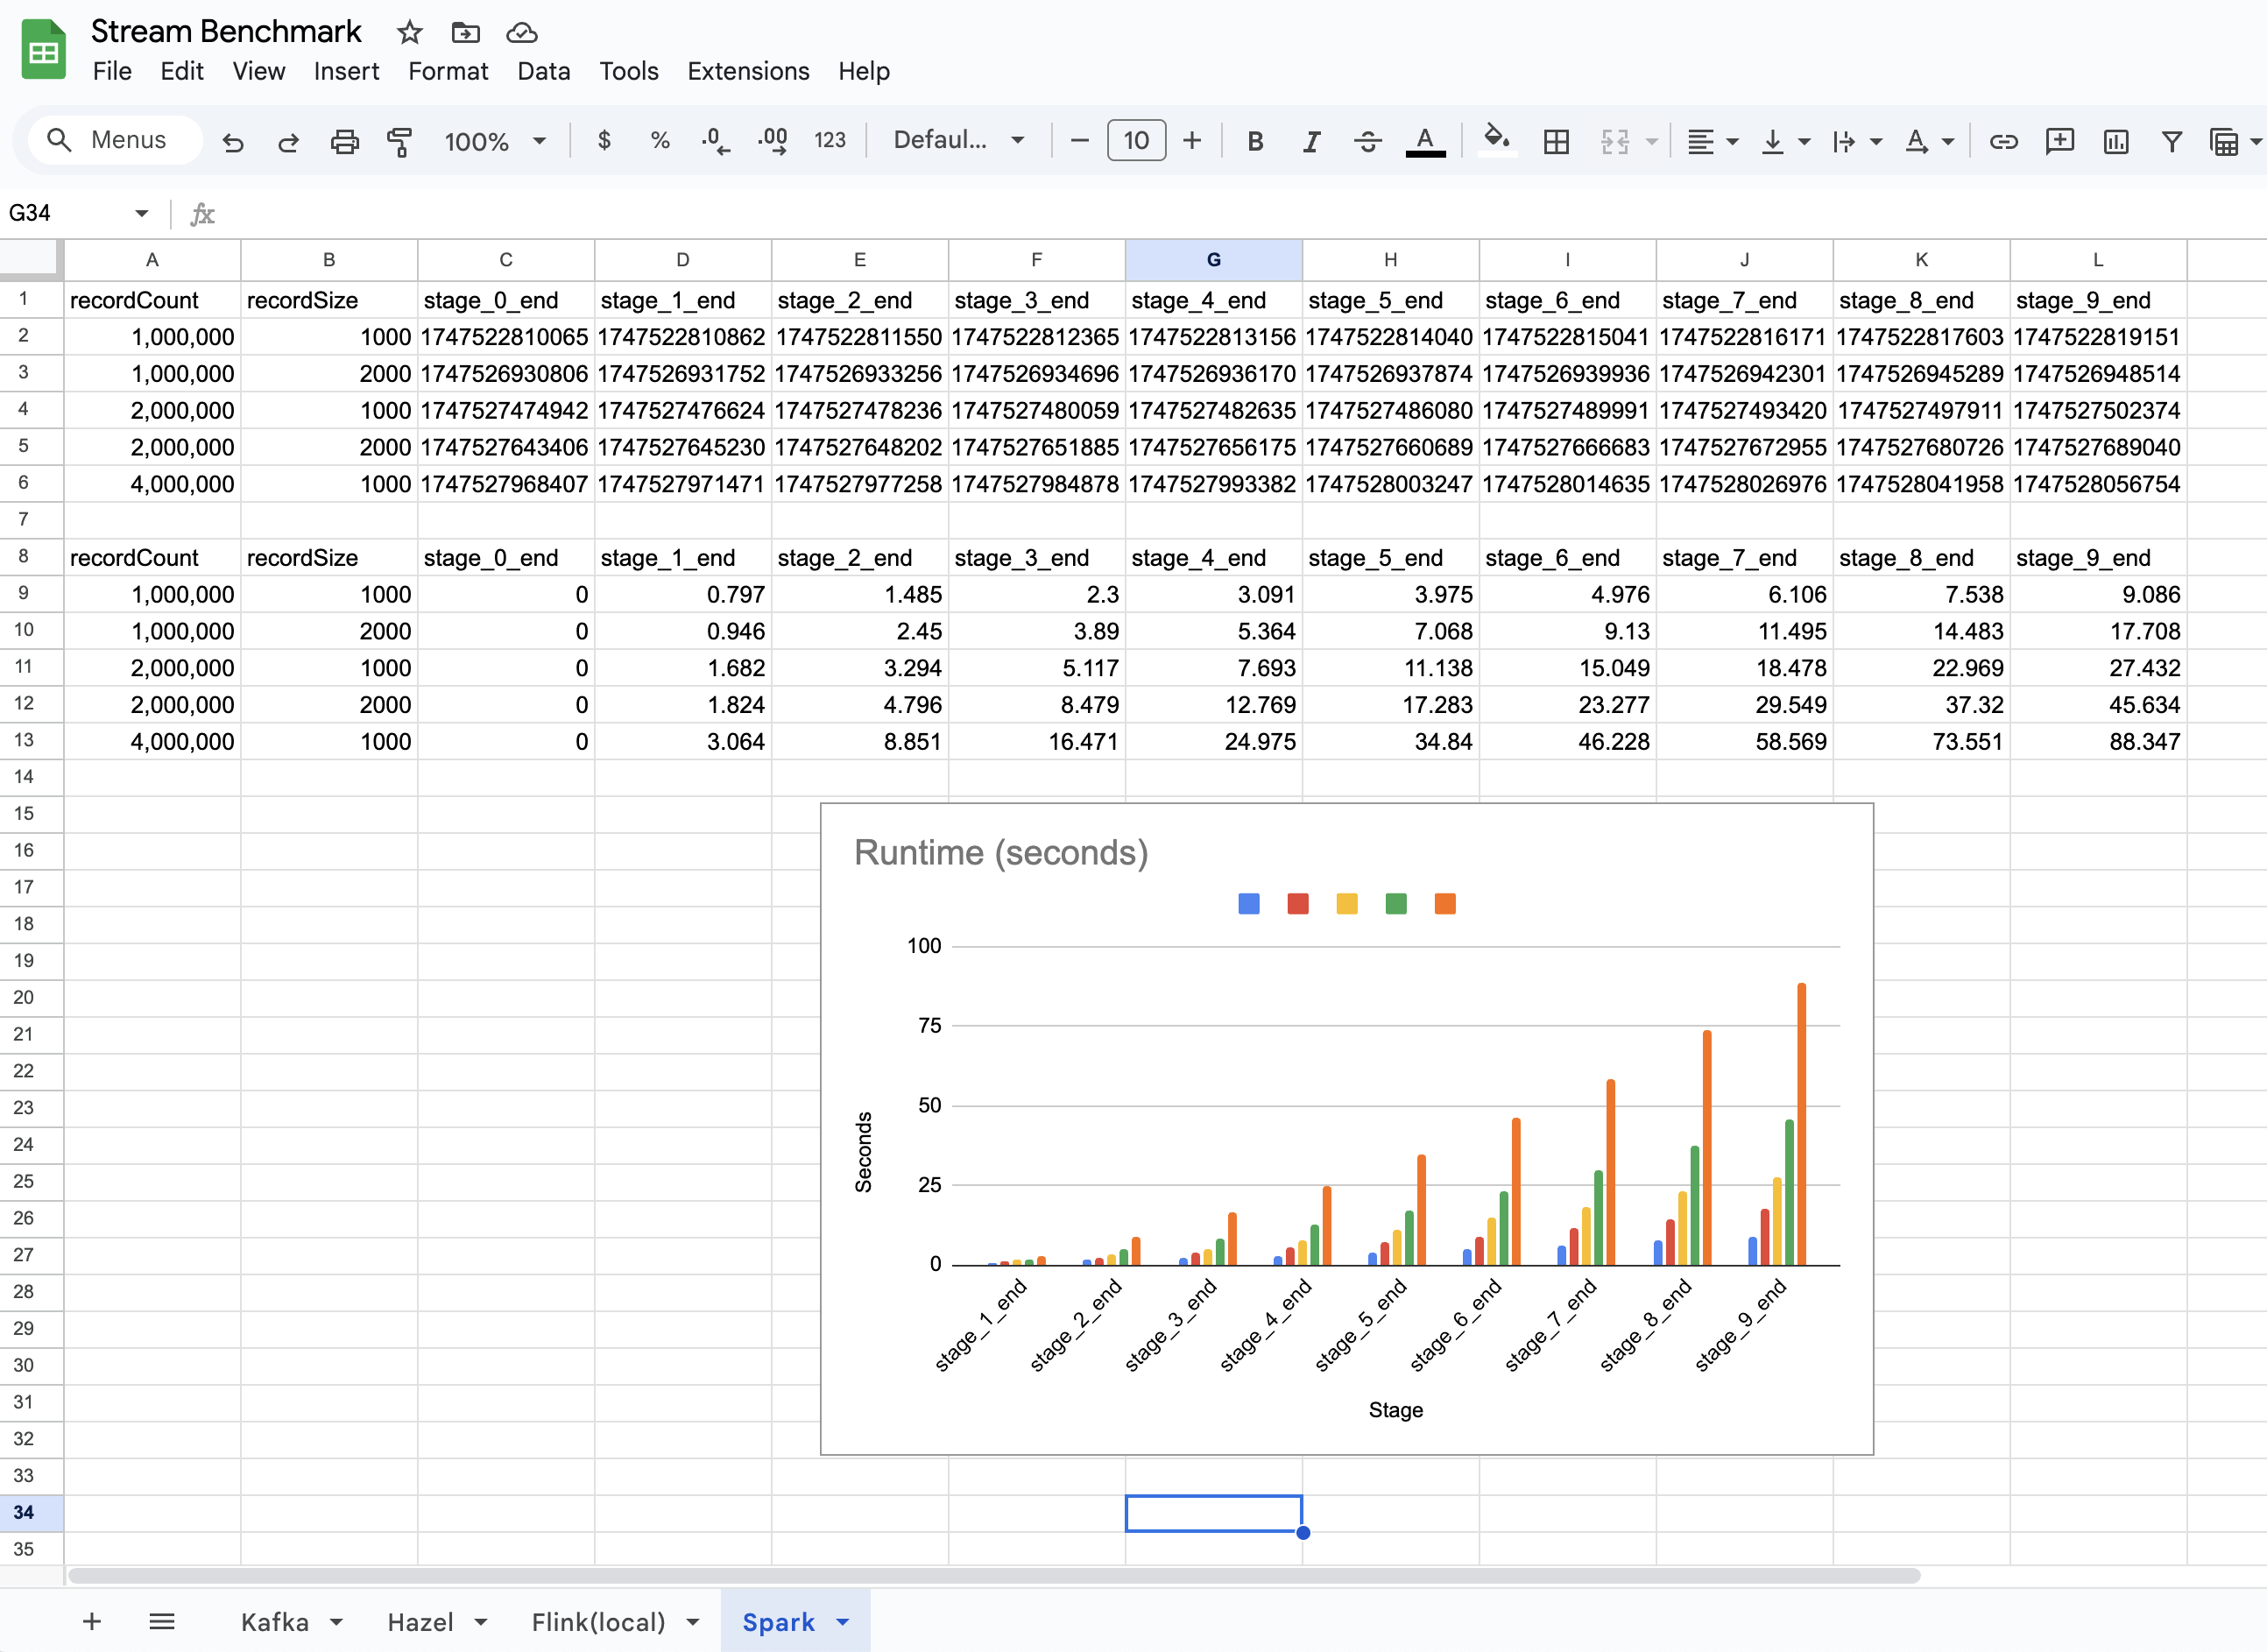 Stream Benchmark
File Edit View Insert Format Data Tools Extensions Help
Menus 100% $ % .0 .00 123 Defaul... − 10 + B I A A
G34 fx
A B C D E F G H I J K L
1 recordCount recordSize stage_0_end stage_1_end stage_2_end stage_3_end stage_4_end stage_5_end stage_6_end stage_7_end stage_8_end stage_9_end
2 1,000,000 1000 1747522810065 1747522810862 1747522811550 1747522812365 1747522813156 1747522814040 1747522815041 1747522816171 1747522817603 1747522819151
3 1,000,000 2000 1747526930806 1747526931752 1747526933256 1747526934696 1747526936170 1747526937874 1747526939936 1747526942301 1747526945289 1747526948514
4 2,000,000 1000 1747527474942 1747527476624 1747527478236 1747527480059 1747527482635 1747527486080 1747527489991 1747527493420 1747527497911 1747527502374
5 2,000,000 2000 1747527643406 1747527645230 1747527648202 1747527651885 1747527656175 1747527660689 1747527666683 1747527672955 1747527680726 1747527689040
6 4,000,000 1000 1747527968407 1747527971471 1747527977258 1747527984878 1747527993382 1747528003247 1747528014635 1747528026976 1747528041958 1747528056754
7
8 recordCount recordSize stage_0_end stage_1_end stage_2_end stage_3_end stage_4_end stage_5_end stage_6_end stage_7_end stage_8_end stage_9_end
9 1,000,000 1000 0 0.797 1.485 2.3 3.091 3.975 4.976 6.106 7.538 9.086
10 1,000,000 2000 0 0.946 2.45 3.89 5.364 7.068 9.13 11.495 14.483 17.708
11 2,000,000 1000 0 1.682 3.294 5.117 7.693 11.138 15.049 18.478 22.969 27.432
12 2,000,000 2000 0 1.824 4.796 8.479 12.769 17.283 23.277 29.549 37.32 45.634
13 4,000,000 1000 0 3.064 8.851 16.471 24.975 34.84 46.228 58.569 73.551 88.347
14
15
16
17
18
19
20
21
22
23
24
25
26
27
28
29
30
31
32
33
34
35
Runtime (seconds)
100
75
50
25
0
Seconds
stage_1_end stage_2_end stage_3_end stage_4_end stage_5_end stage_6_end stage_7_end stage_8_end stage_9_end
Stage
+ Kafka Hazel Flink(local) Spark